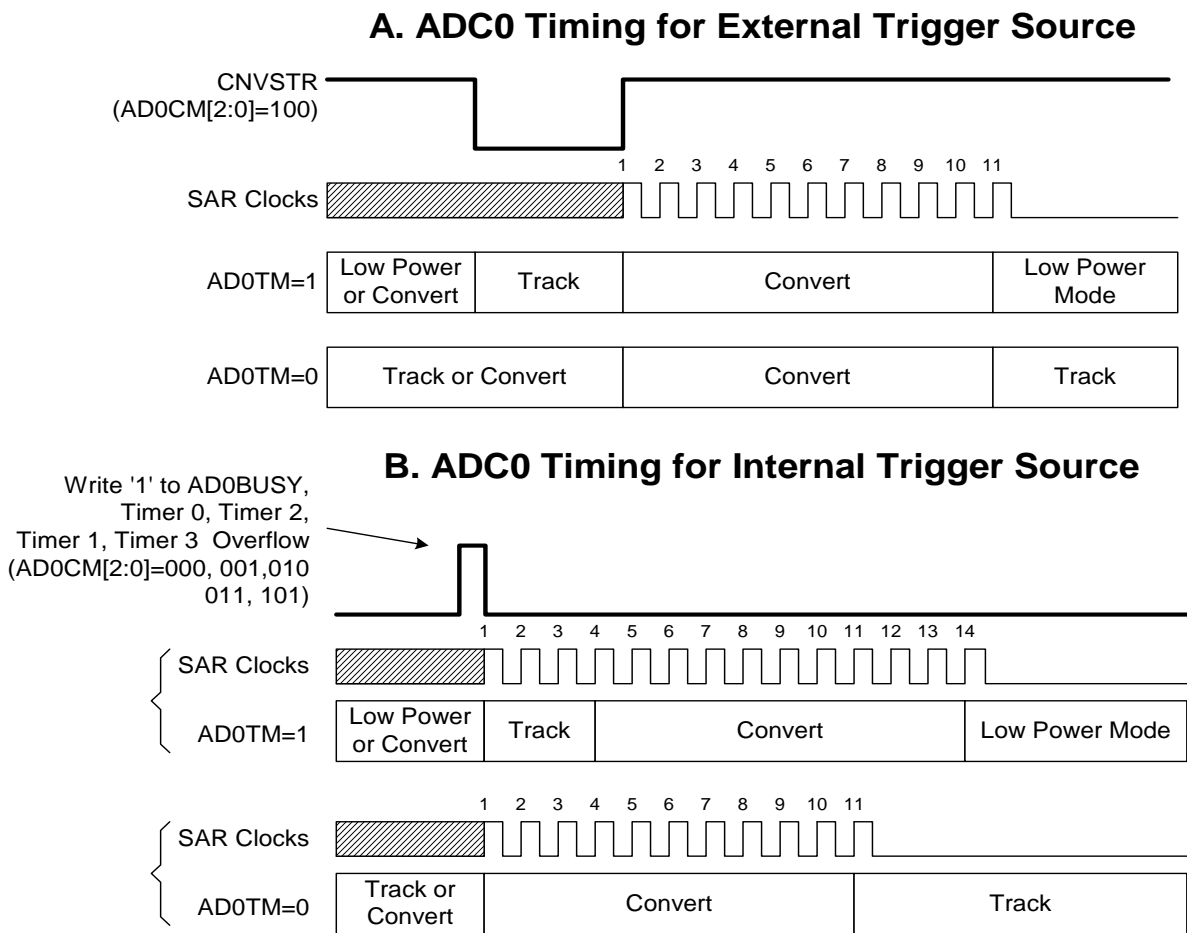 A. ADC0 Timing for External Trigger Source
CNVSTR
(AD0CM[2:0]=100)
1 2 3 4 5 6 7 8 9 10 11
SAR Clocks
AD0TM=1
Low Power
or Convert
Track
Convert
Low Power
Mode
AD0TM=0
Track or Convert
Convert
Track
B. ADC0 Timing for Internal Trigger Source
Write '1' to AD0BUSY,
Timer 0, Timer 2,
Timer 1, Timer 3 Overflow
(AD0CM[2:0]=000, 001,010
011, 101)
1 2 3 4 5 6 7 8 9 10 11 12 13 14
SAR Clocks
AD0TM=1
Low Power
or Convert
Track
Convert
Low Power Mode
1 2 3 4 5 6 7 8 9 10 11
SAR Clocks
AD0TM=0
Track or
Convert
Convert
Track